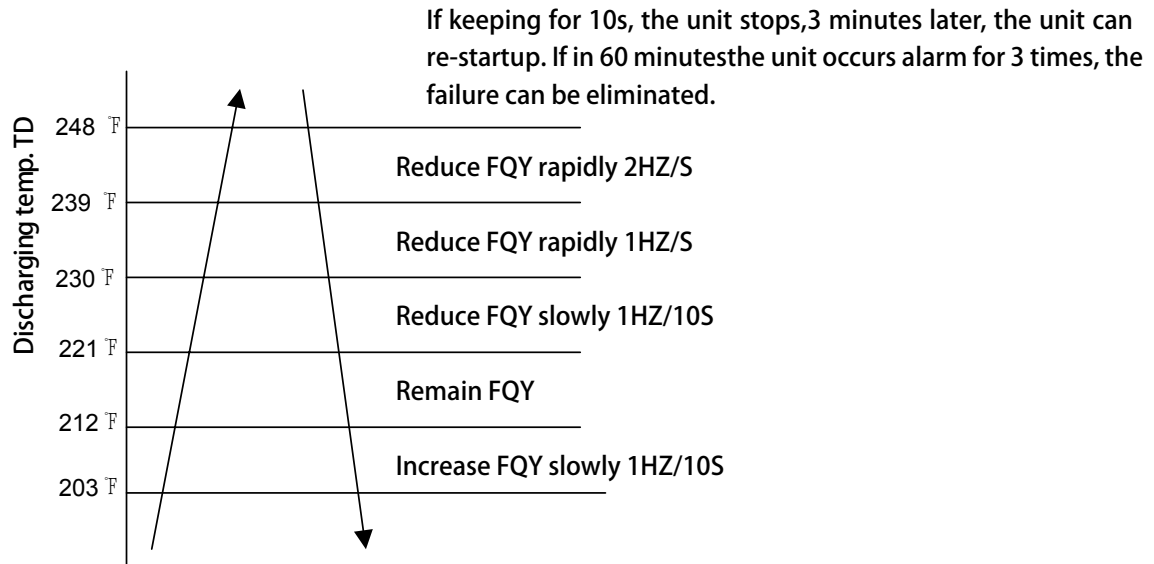 If keeping for 10s, the unit stops,3 minutes later, the unit can
re-startup. If in 60 minutesthe unit occurs alarm for 3 times, the
failure can be eliminated.
Discharging temp. TD
248 ℉
Reduce FQY rapidly 2HZ/S
239 ℉
Reduce FQY rapidly 1HZ/S
230 ℉
Reduce FQY slowly 1HZ/10S
221 ℉
Remain FQY
212 ℉
Increase FQY slowly 1HZ/10S
203 ℉